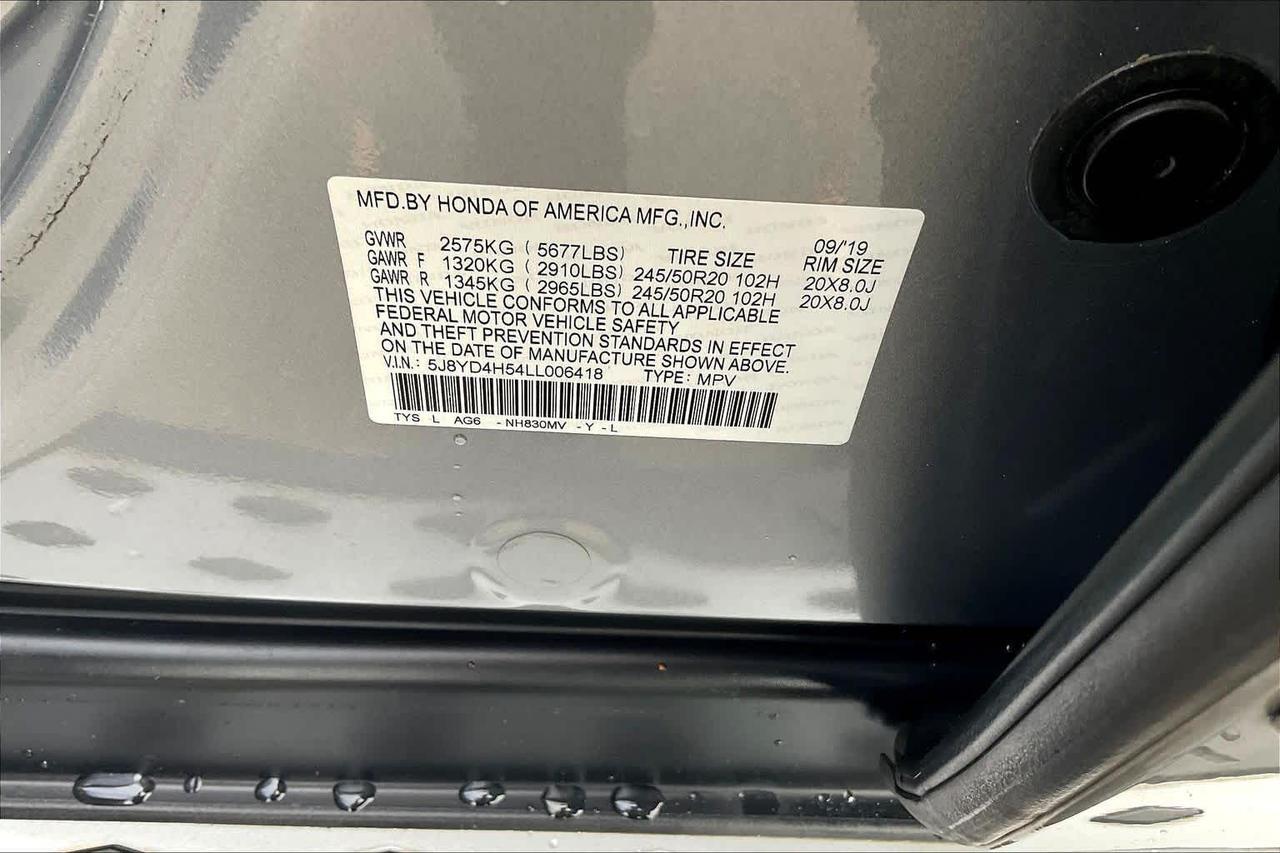 MFD.BY HONDA OF AMERICA MFG.,INC.
09/'19
GVWR 2575KG ( 5677LBS) TIRE SIZE RIM SIZE
GAWR F 1320KG ( 2910LBS) 245/50R20 102H 20X8.0J
GAWR R 1345KG ( 2965LBS) 245/50R20 102H 20X8.0J
THIS VEHICLE CONFORMS TO ALL APPLICABLE
FEDERAL MOTOR VEHICLE SAFETY
AND THEFT PREVENTION STANDARDS IN EFFECT
ON THE DATE OF MANUFACTURE SHOWN ABOVE.
V.I.N.: 5J8YD4H54LL006418 TYPE: MPV
TYS L AG6 -NH830MV -Y -L